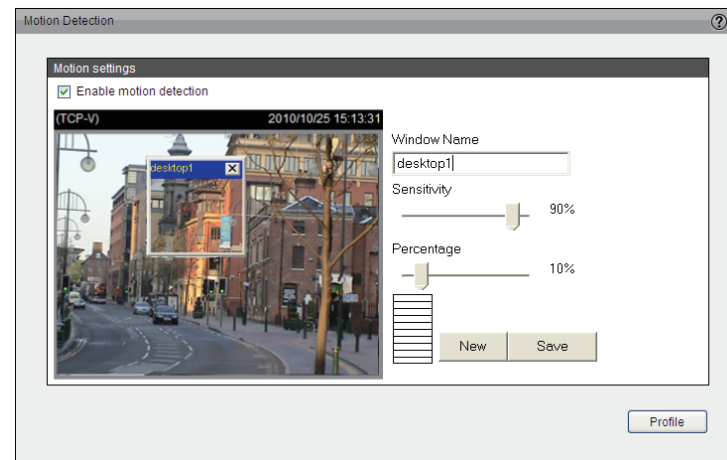 Motion Detection
?
Motion settings
Enable motion detection
(TCP-V) 2010/10/25 15:13:31
desktop1
Window Name
desktop1
Sensitivity
90%
Percentage
10%
New
Save
Profile